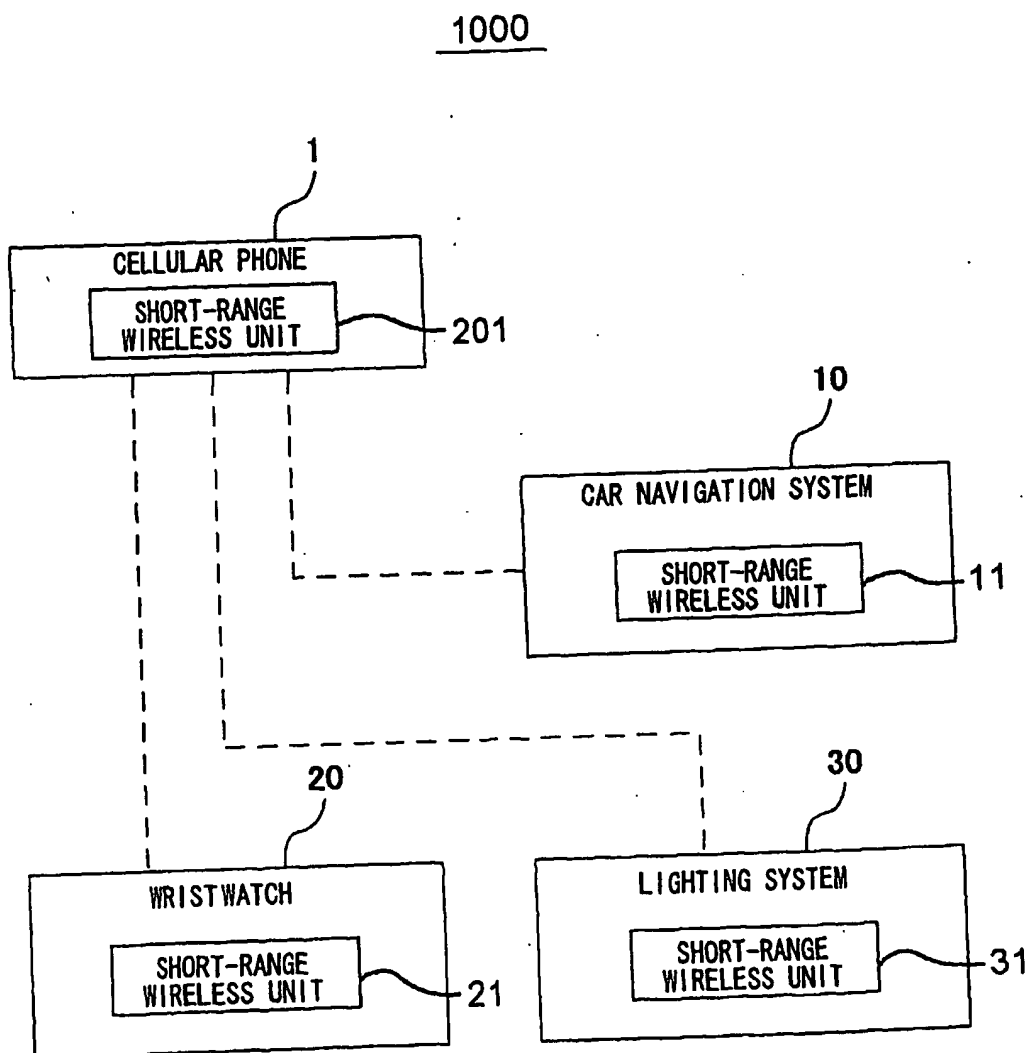 1000
1
CELLULAR PHONE
SHORT-RANGE
WIRELESS UNIT
201
10
CAR NAVIGATION SYSTEM
SHORT-RANGE
WIRELESS UNIT
11
20
WRISTWATCH
SHORT-RANGE
WIRELESS UNIT
21
30
LIGHTING SYSTEM
SHORT-RANGE
WIRELESS UNIT
31